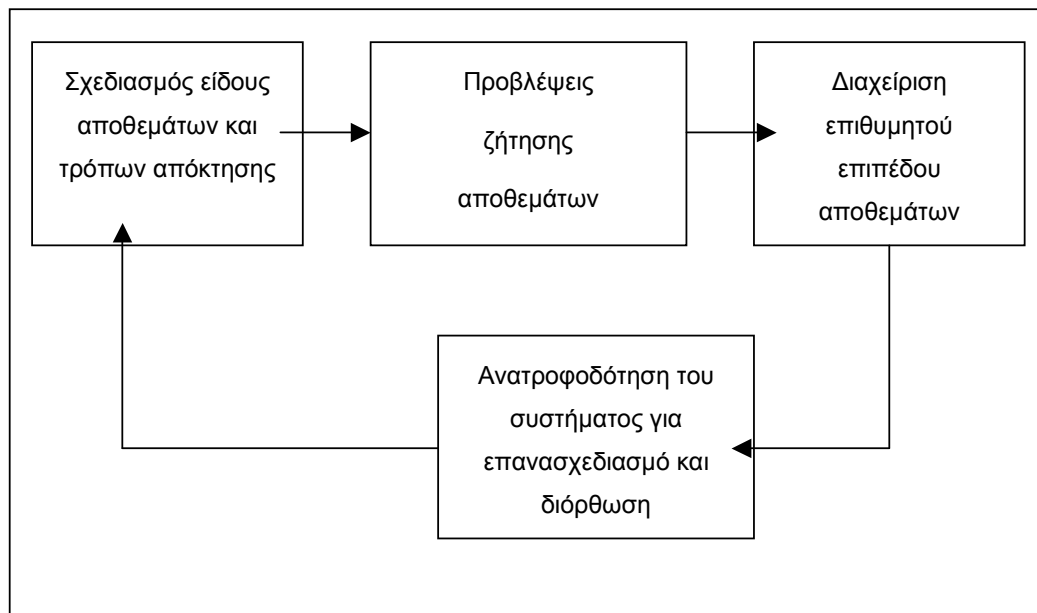 Σχεδιασμός είδους
αποθεμάτων και
τρόπων απόκτησης
Προβλέψεις
ζήτησης
αποθεμάτων
Διαχείριση
επιθυμητού
επιπέδου
αποθεμάτων
Ανατροφοδότηση του
συστήματος για
επανασχεδιασμό και
διόρθωση